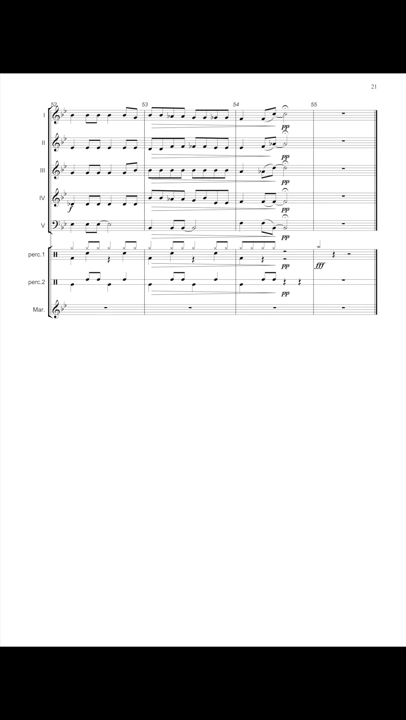 21
52 53 54 55
I
pp
II
pp
III
pp
IV
f
pp
V
pp
perc.1
pp
fff
perc.2
pp
Mar.